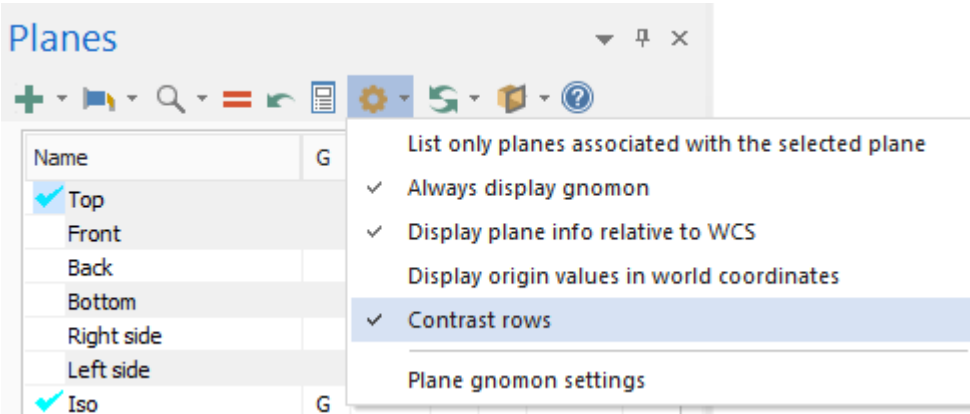 Planes
Name G
Top
Front
Back
Bottom
Right side
Left side
Iso G
List only planes associated with the selected plane
Always display gnomon
Display plane info relative to WCS
Display origin values in world coordinates
Contrast rows
Plane gnomon settings